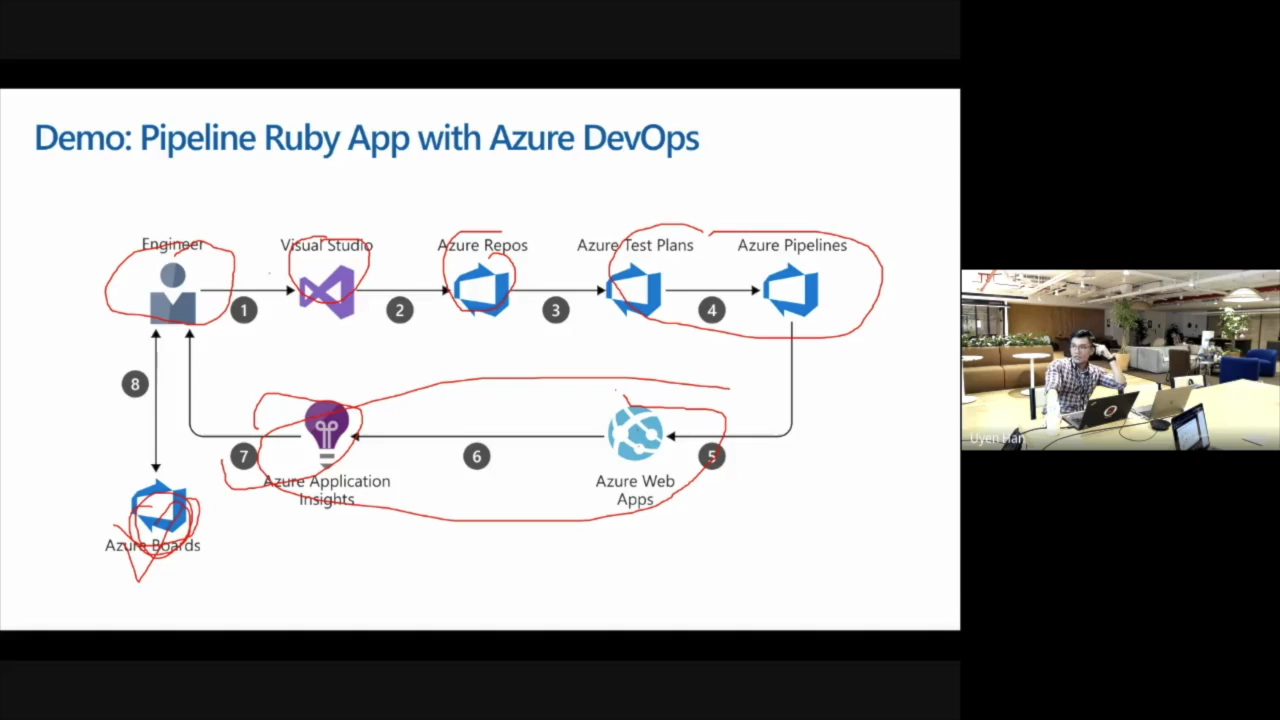 Demo: Pipeline Ruby App with Azure DevOps
Engineer
Visual Studio
Azure Repos
Azure Test Plans
Azure Pipelines
1
2
3
4
8
7
6
5
Azure Application
Insights
Azure Web
Apps
Azure Boards
Uyen Han